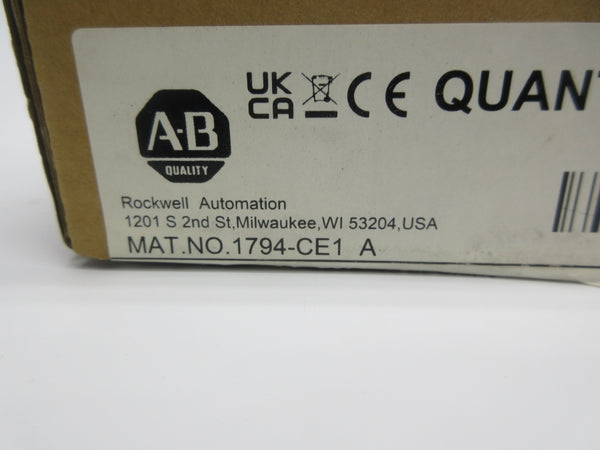 A-B
QUALITY
UK
CA CE QUANT
Rockwell Automation
1201 S 2nd St,Milwaukee,WI 53204,USA
MAT.NO.1794-CE1 A